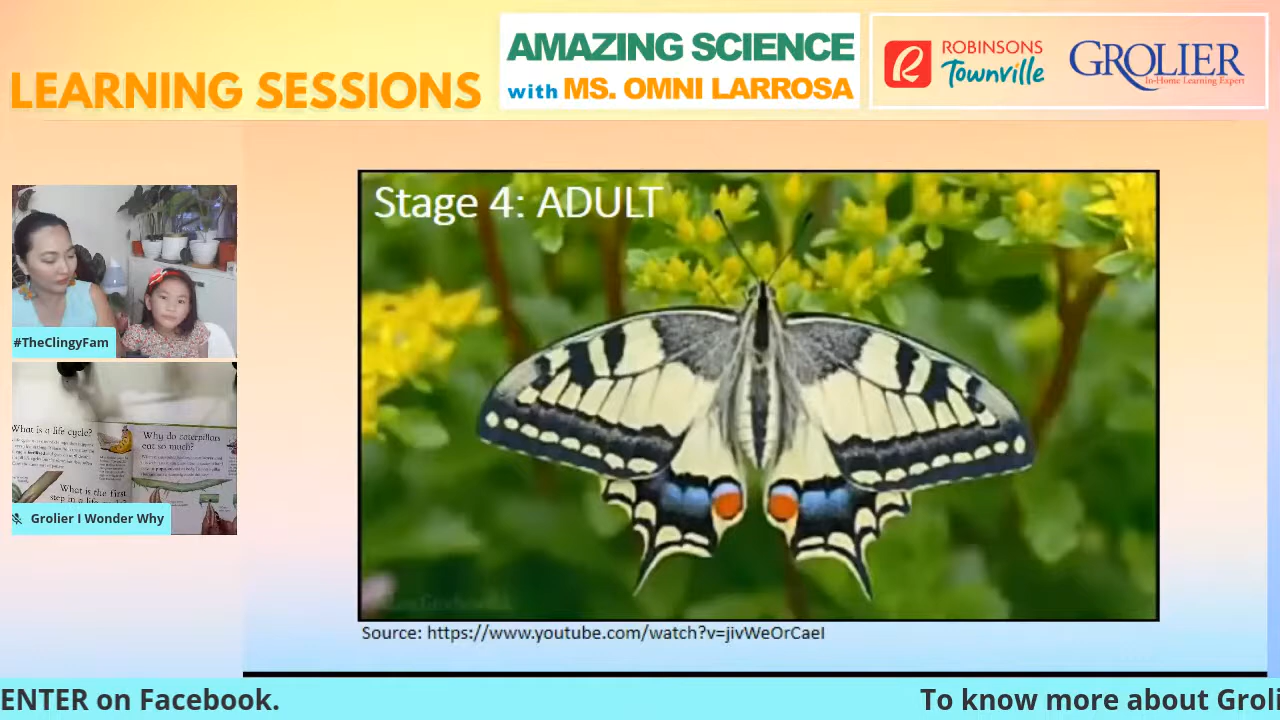 LEARNING SESSIONS
AMAZING SCIENCE
with MS. OMNI LARROSA
R
ROBINSONS
Townville
GROLIER
In-Home Learning Expert
Stage 4: ADULT
#TheClingyFam
What is a life cycle?
Why do caterpillars
eat so much?
What is the first
step in a life
Grolier I Wonder Why
Source: https://www.youtube.com/watch?v=jivWeOrCaeI
ENTER on Facebook.
To know more about Groli